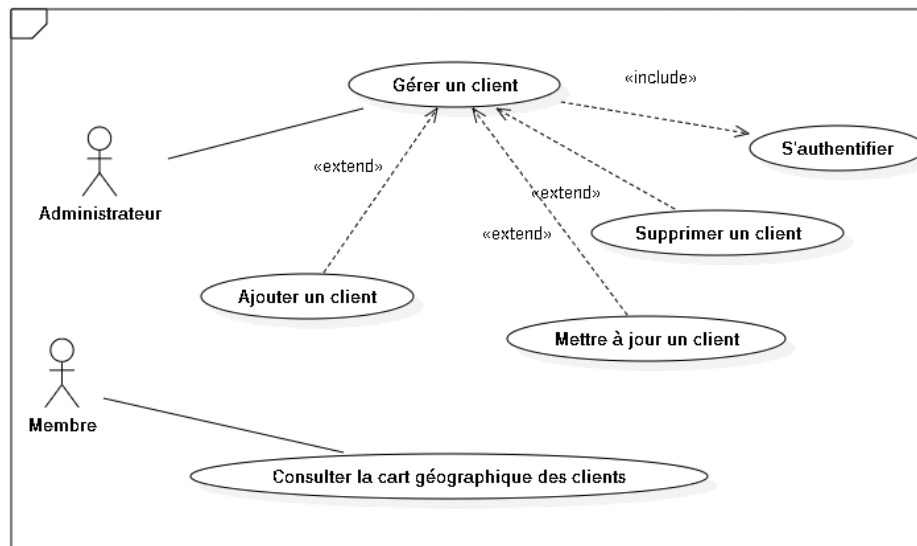 Gérer un client
«include»
S'authentifier
«extend»
«extend»
Administrateur
Supprimer un client
«extend»
Ajouter un client
Mettre à jour un client
Membre
Consulter la cart géographique des clients